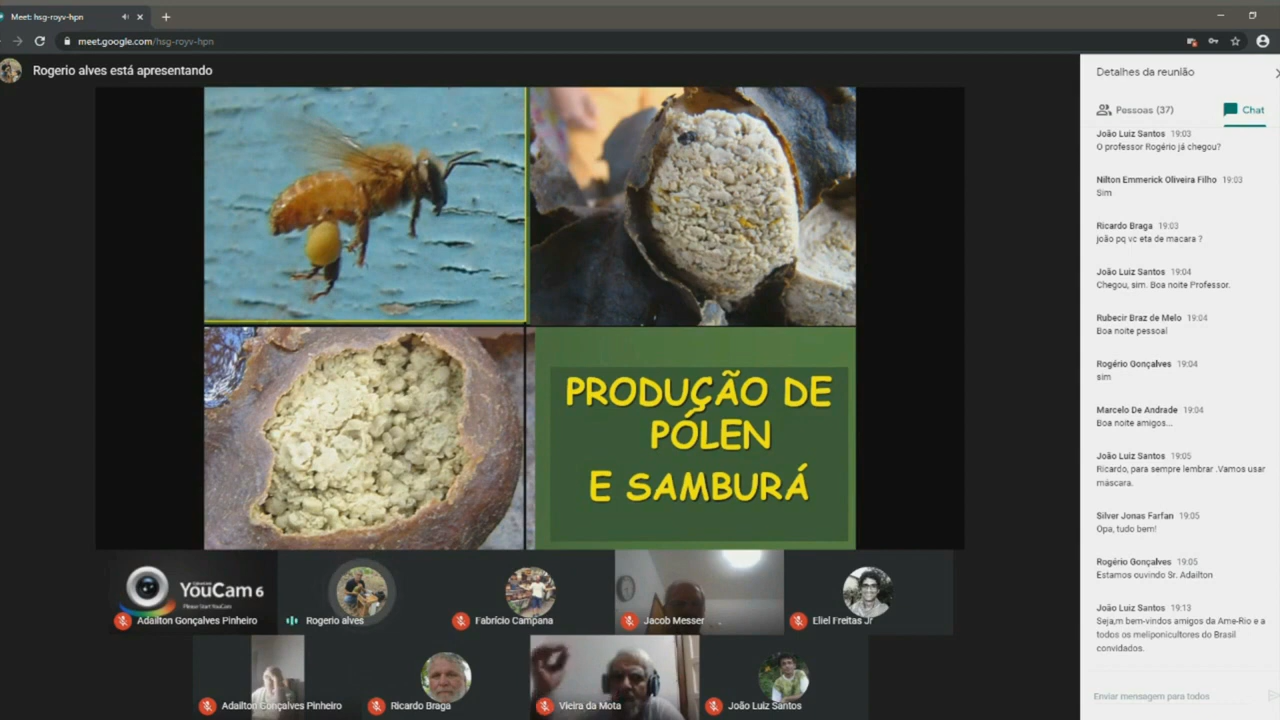 Meet: hsg-royv-hpn
meet.google.com/hsg-royv-hpn
Rogerio alves está apresentando
PRODUÇÃO DE
PÓLEN
E SAMBURÁ
YouCam 6
Please Start YouCam
Adailton Gonçalves Pinheiro
Rogerio alves
Fabrício Campana
Jacob Messer
Eliel Freitas Jr
Adailton Gonçalves Pinheiro
Ricardo Braga
Vieira da Mota
João Luiz Santos
Detalhes da reunião
Pessoas (37)
Chat
João Luiz Santos 19:03
O professor Rogério já chegou?
Nilton Emmerick Oliveira Filho 19:03
Sim
Ricardo Braga 19:03
joão pq vc eta de macara ?
João Luiz Santos 19:04
Chegou, sim. Boa noite Professor.
Rubecir Braz de Melo 19:04
Boa noite pessoal
Rogério Gonçalves 19:04
sim
Marcelo De Andrade 19:04
Boa noite amigos...
João Luiz Santos 19:05
Ricardo, para sempre lembrar .Vamos usar
máscara.
Silver Jonas Farfan 19:05
Opa, tudo bem!
Rogério Gonçalves 19:05
Estamos ouvindo Sr. Adailton
João Luiz Santos 19:13
Seja,m bem-vindos amigos da Ame-Rio e a
todos os meliponicultores do Brasil
convidados.
Enviar mensagem para todos